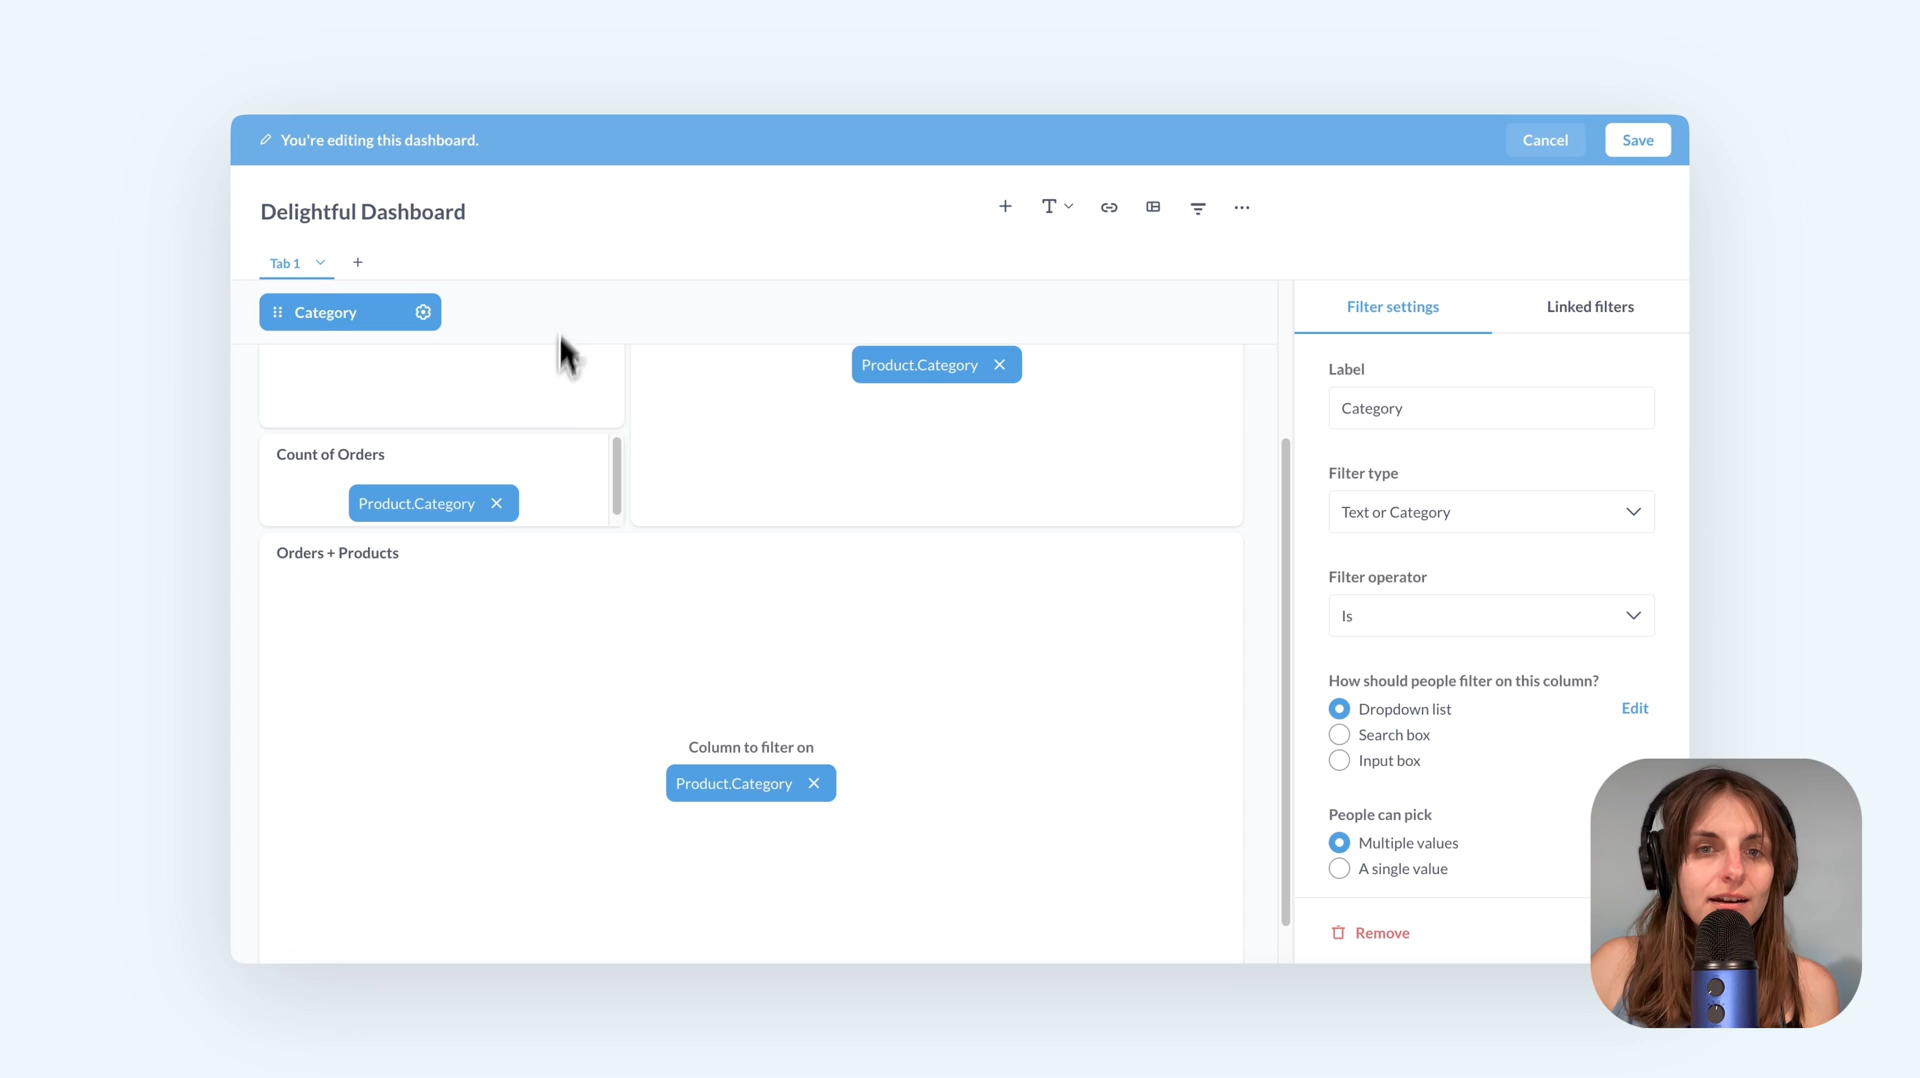 You're editing this dashboard.
Cancel
Save
Delightful Dashboard
Tab 1
Category
Filter settings
Linked filters
Product.Category
Label
Category
Count of Orders
Product.Category
Filter type
Text or Category
Orders + Products
Filter operator
Is
How should people filter on this column?
Dropdown list
Edit
Search box
Input box
Column to filter on
Product.Category
People can pick
Multiple values
A single value
Remove